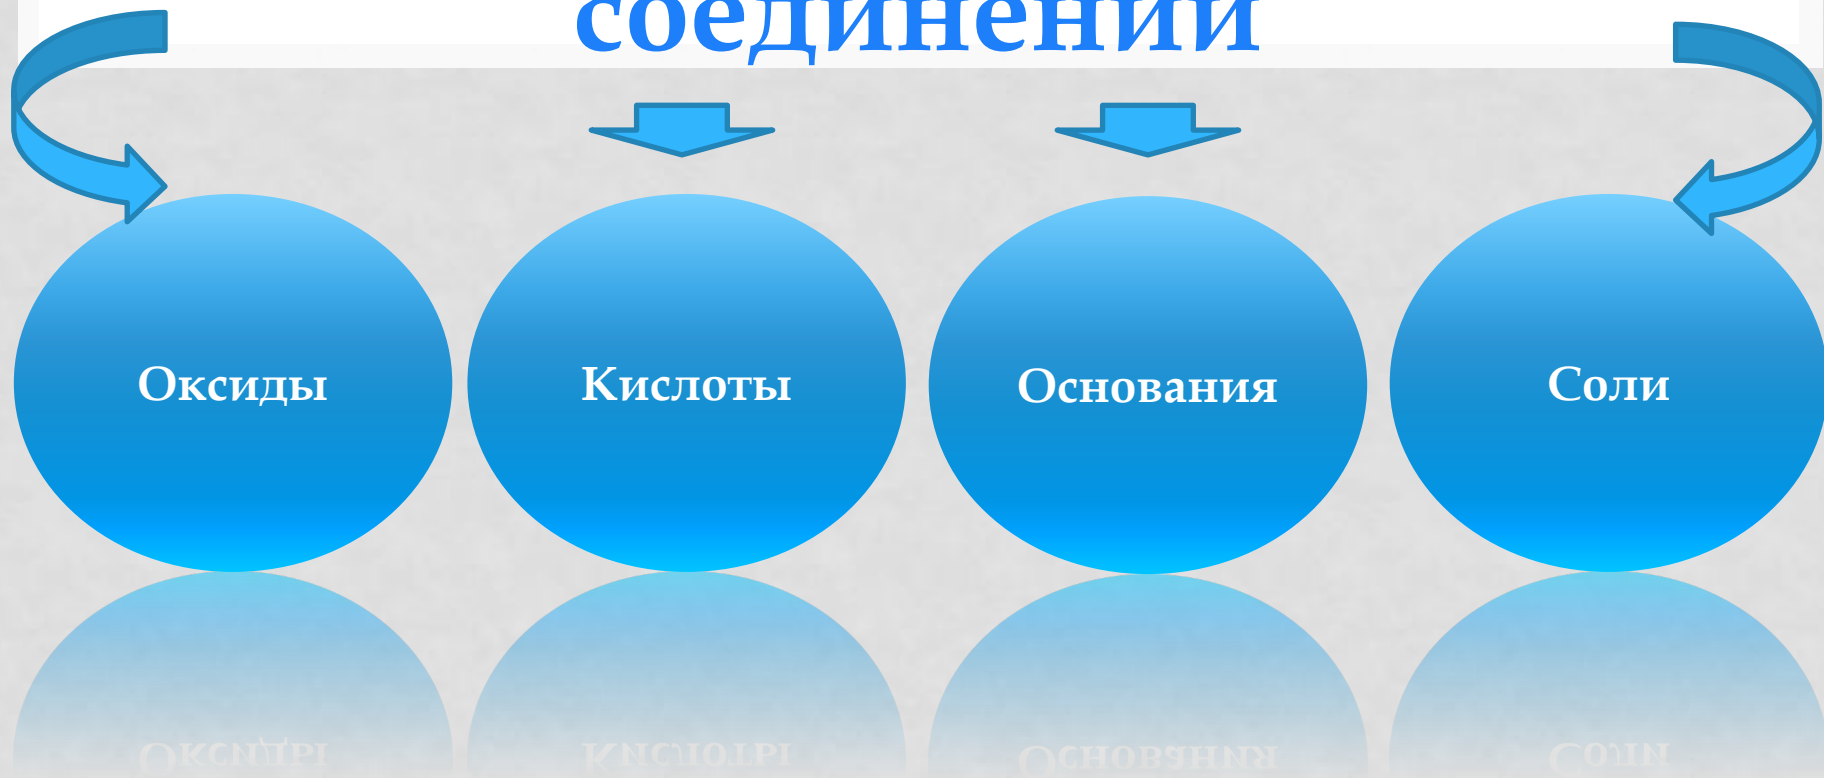 соединений
Оксиды
Кислоты
Основания
Соли